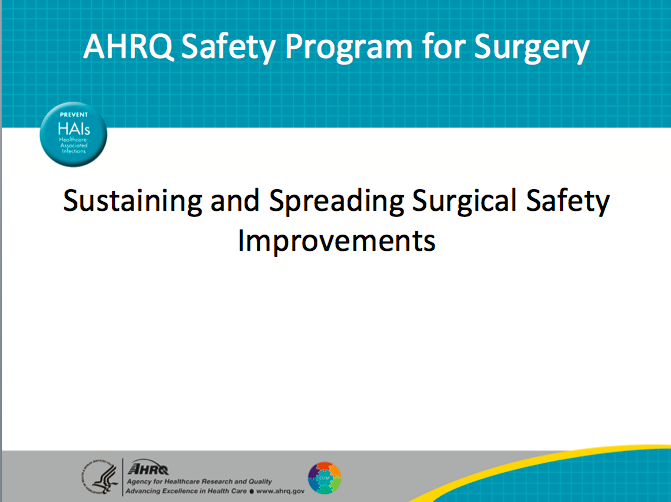 AHRQ Safety Program for Surgery
PREVENT
HAIs
Healthcare
Associated
Infections
Sustaining and Spreading Surgical Safety
Improvements
AHRQ
Agency for Healthcare Research and Quality
Advancing Excellence in Health Care • www.ahrq.gov